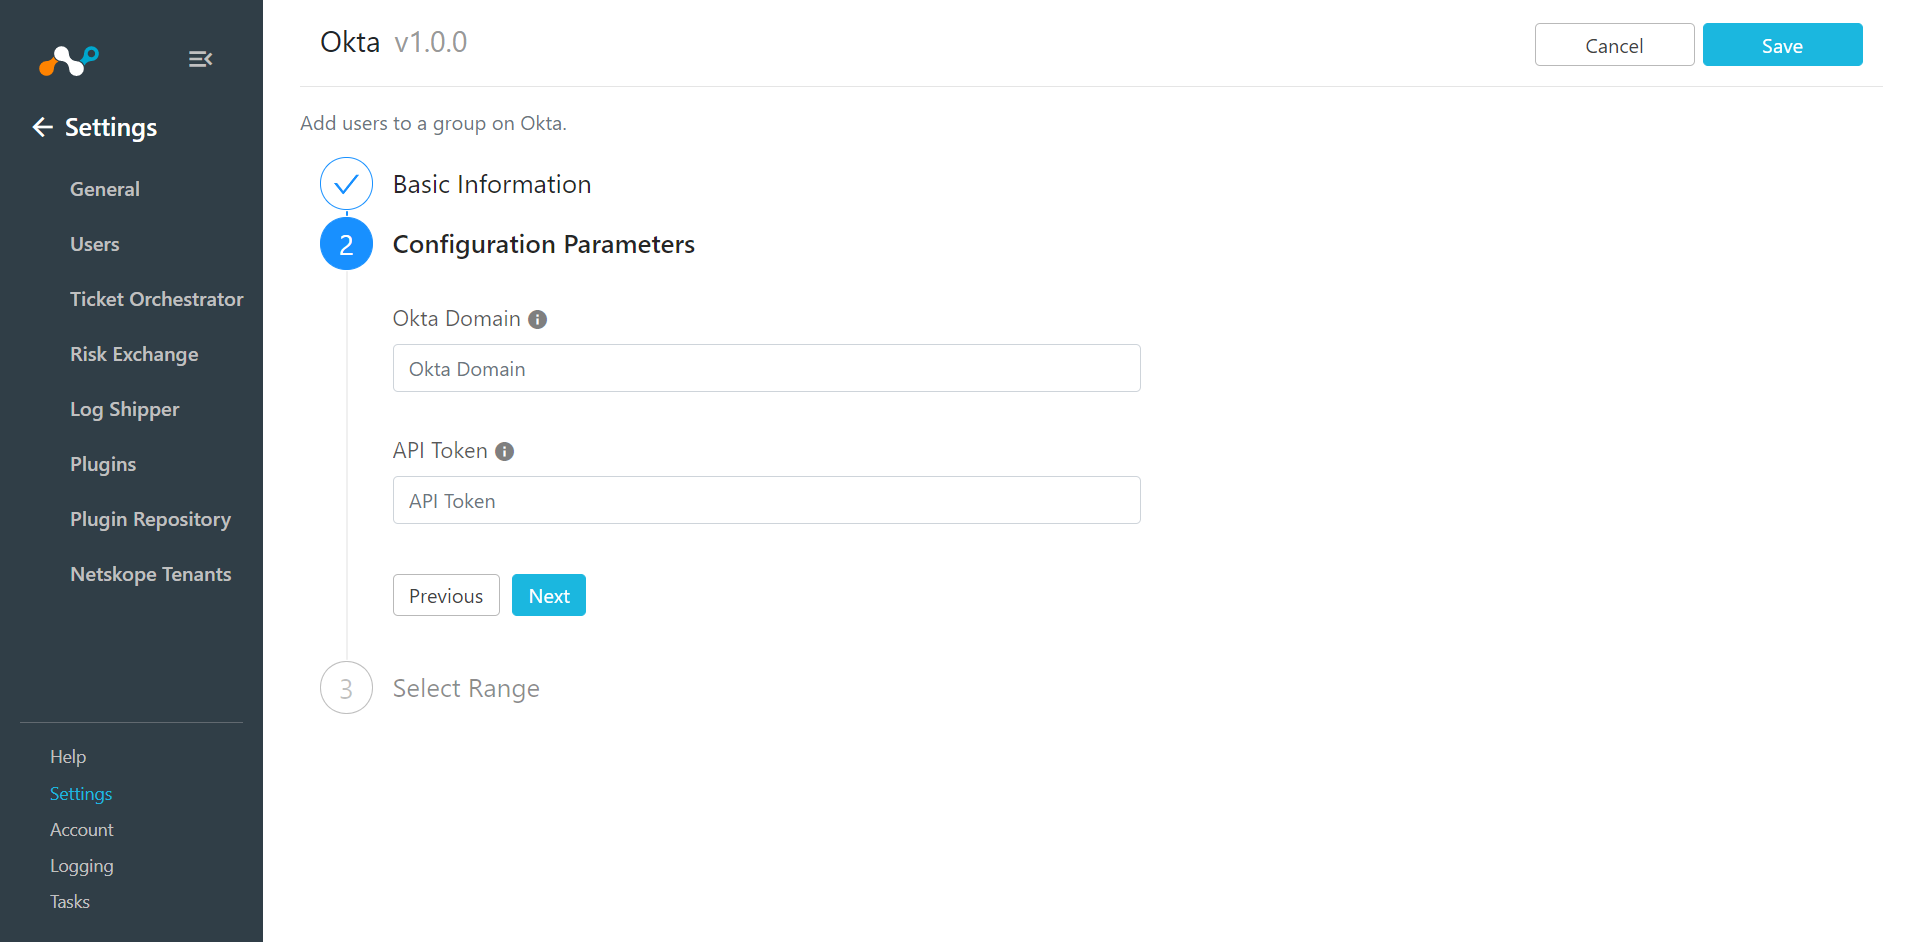 Settings
General
Users
Ticket Orchestrator
Risk Exchange
Log Shipper
Plugins
Plugin Repository
Netskope Tenants
Help
Settings
Account
Logging
Tasks
Okta v1.0.0
Cancel
Save
Add users to a group on Okta.
Basic Information
2 Configuration Parameters
Okta Domain
Okta Domain
API Token
API Token
Previous
Next
3 Select Range